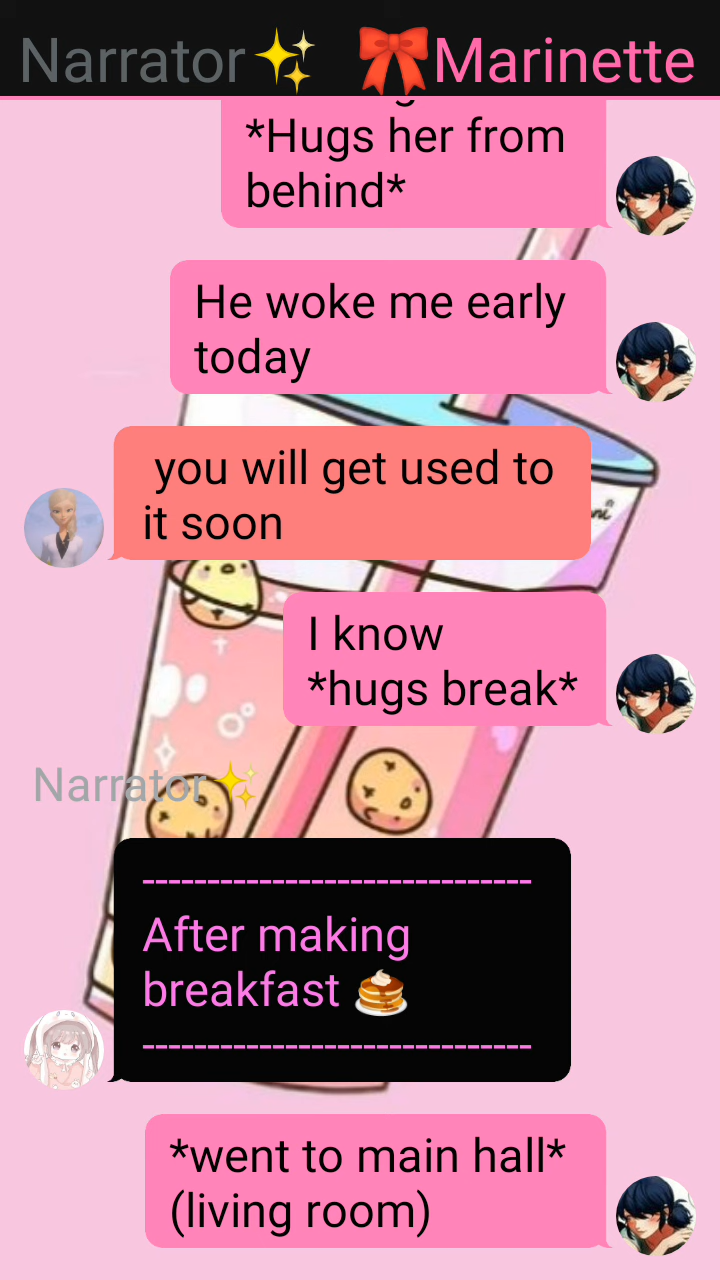 Narrator✨ 🎀Marinette
*Hugs her from
behind*
He woke me early
today
you will get used to
it soon
I know
*hugs break*
Narrator✨
------------------------------
After making
breakfast 🥞
------------------------------
*went to main hall*
(living room)